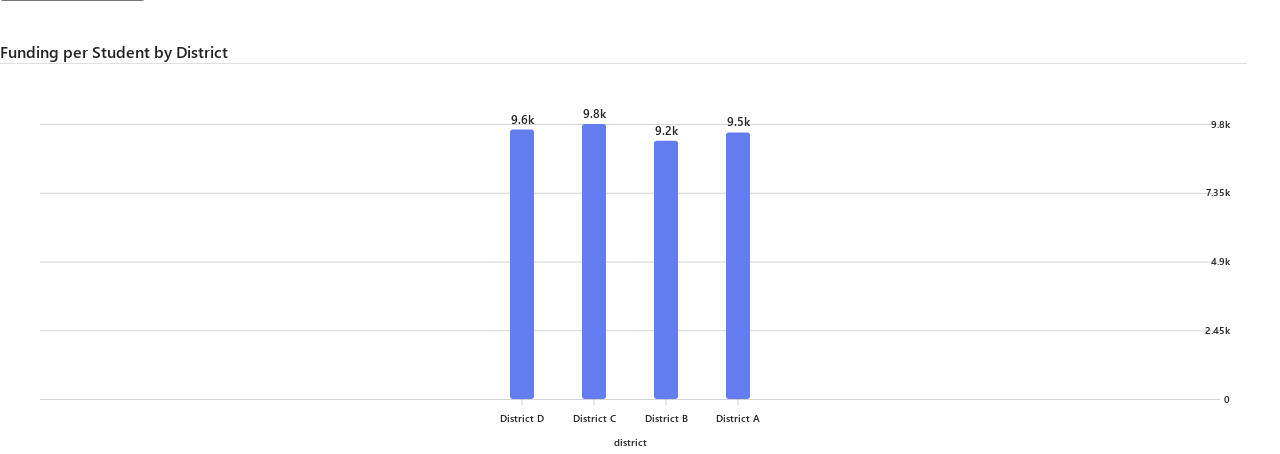 Funding per Student by District
9.6k
9.8k
9.2k
9.5k
9.8k
7.35k
4.9k
2.45k
0
District D
District C
District B
District A
district